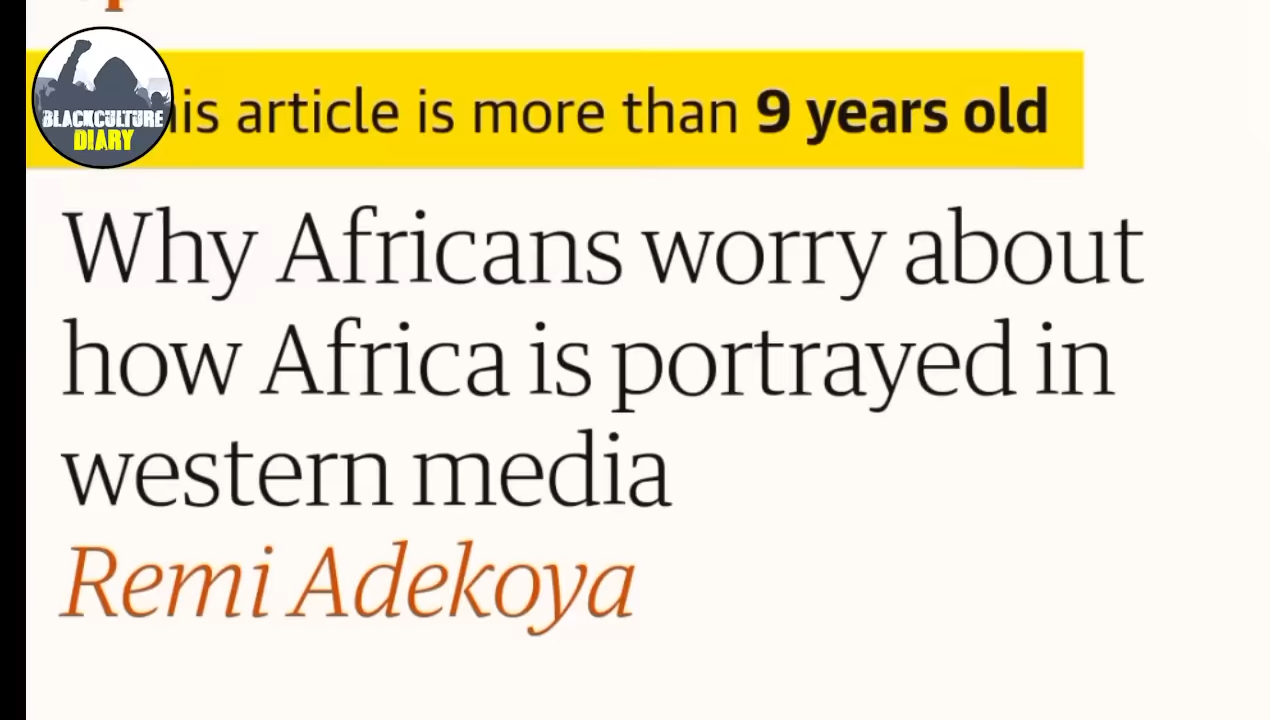 BLACKCULTURE
DIARY
is article is more than 9 years old
Why Africans worry about
how Africa is portrayed in
western media
Remi Adekoya